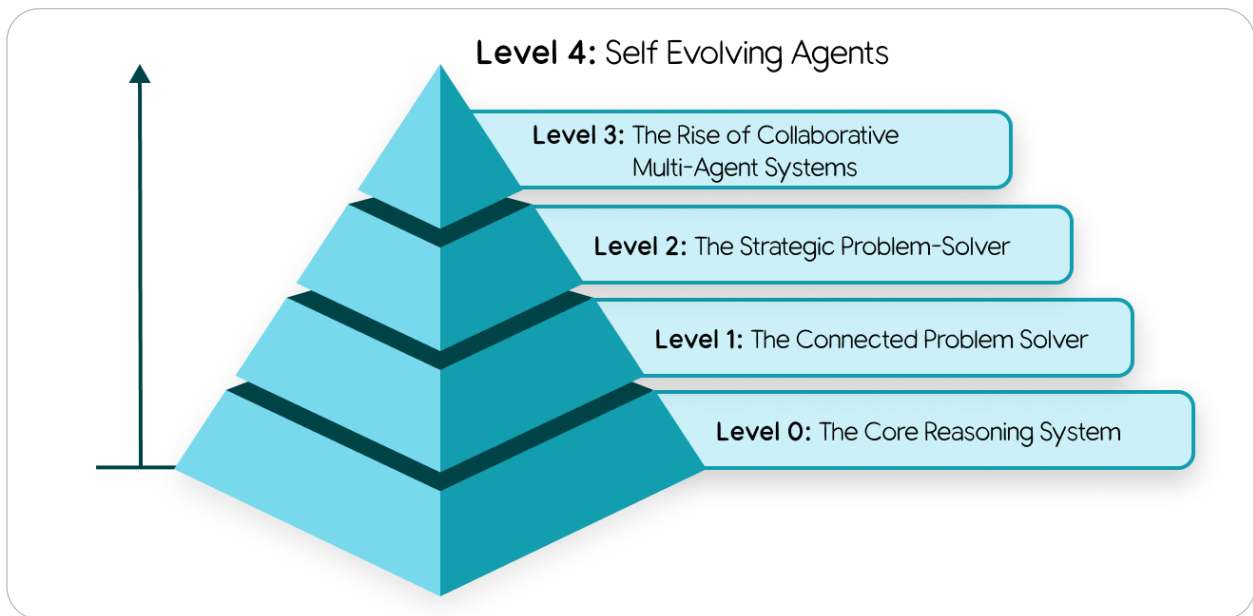 Level 4: Self Evolving Agents
Level 3: The Rise of Collaborative
Multi-Agent Systems
Level 2: The Strategic Problem-Solver
Level 1: The Connected Problem Solver
Level 0: The Core Reasoning System